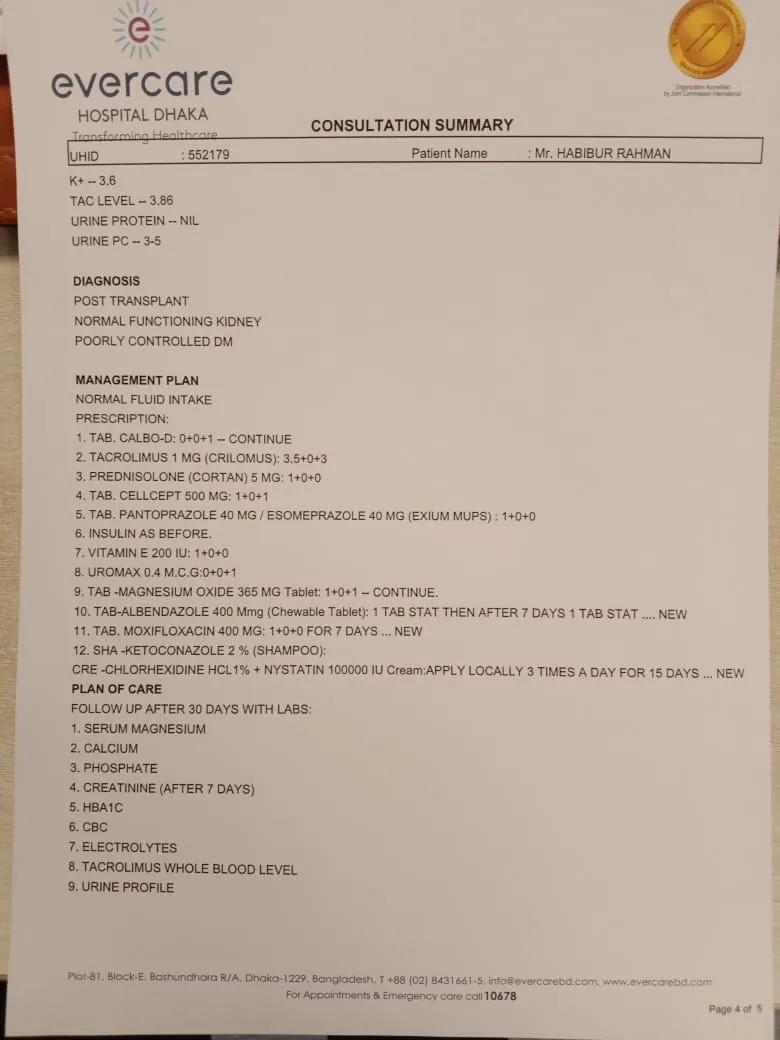 e
evercare
HOSPITAL DHAKA
Transforming Healthcare
Organization Accredited
by Joint Commission International
CONSULTATION SUMMARY
UHID : 552179 Patient Name : Mr. HABIBUR RAHMAN
K+ -- 3.6
TAC LEVEL -- 3.86
URINE PROTEIN -- NIL
URINE PC -- 3-5
DIAGNOSIS
POST TRANSPLANT
NORMAL FUNCTIONING KIDNEY
POORLY CONTROLLED DM
MANAGEMENT PLAN
NORMAL FLUID INTAKE
PRESCRIPTION:
1. TAB. CALBO-D: 0+0+1 -- CONTINUE
2. TACROLIMUS 1 MG (CRILOMUS): 3.5+0+3
3. PREDNISOLONE (CORTAN) 5 MG: 1+0+0
4. TAB. CELLCEPT 500 MG: 1+0+1
5. TAB. PANTOPRAZOLE 40 MG / ESOMEPRAZOLE 40 MG (EXIUM MUPS) : 1+0+0
6. INSULIN AS BEFORE.
7. VITAMIN E 200 IU: 1+0+0
8. UROMAX 0.4 M.C.G:0+0+1
9. TAB -MAGNESIUM OXIDE 365 MG Tablet: 1+0+1 -- CONTINUE.
10. TAB-ALBENDAZOLE 400 Mmg (Chewable Tablet): 1 TAB STAT THEN AFTER 7 DAYS 1 TAB STAT .... NEW
11. TAB. MOXIFLOXACIN 400 MG: 1+0+0 FOR 7 DAYS ... NEW
12. SHA -KETOCONAZOLE 2 % (SHAMPOO):
CRE -CHLORHEXIDINE HCL1% + NYSTATIN 100000 IU Cream:APPLY LOCALLY 3 TIMES A DAY FOR 15 DAYS ... NEW
PLAN OF CARE
FOLLOW UP AFTER 30 DAYS WITH LABS:
1. SERUM MAGNESIUM
2. CALCIUM
3. PHOSPHATE
4. CREATININE (AFTER 7 DAYS)
5. HBA1C
6. CBC
7. ELECTROLYTES
8. TACROLIMUS WHOLE BLOOD LEVEL
9. URINE PROFILE
Plot-81, Block-E, Bashundhara R/A, Dhaka-1229, Bangladesh, T +88 (02) 8431661-5, info@evercarebd.com, www.evercarebd.com
For Appointments & Emergency care call 10678
Page 4 of 5